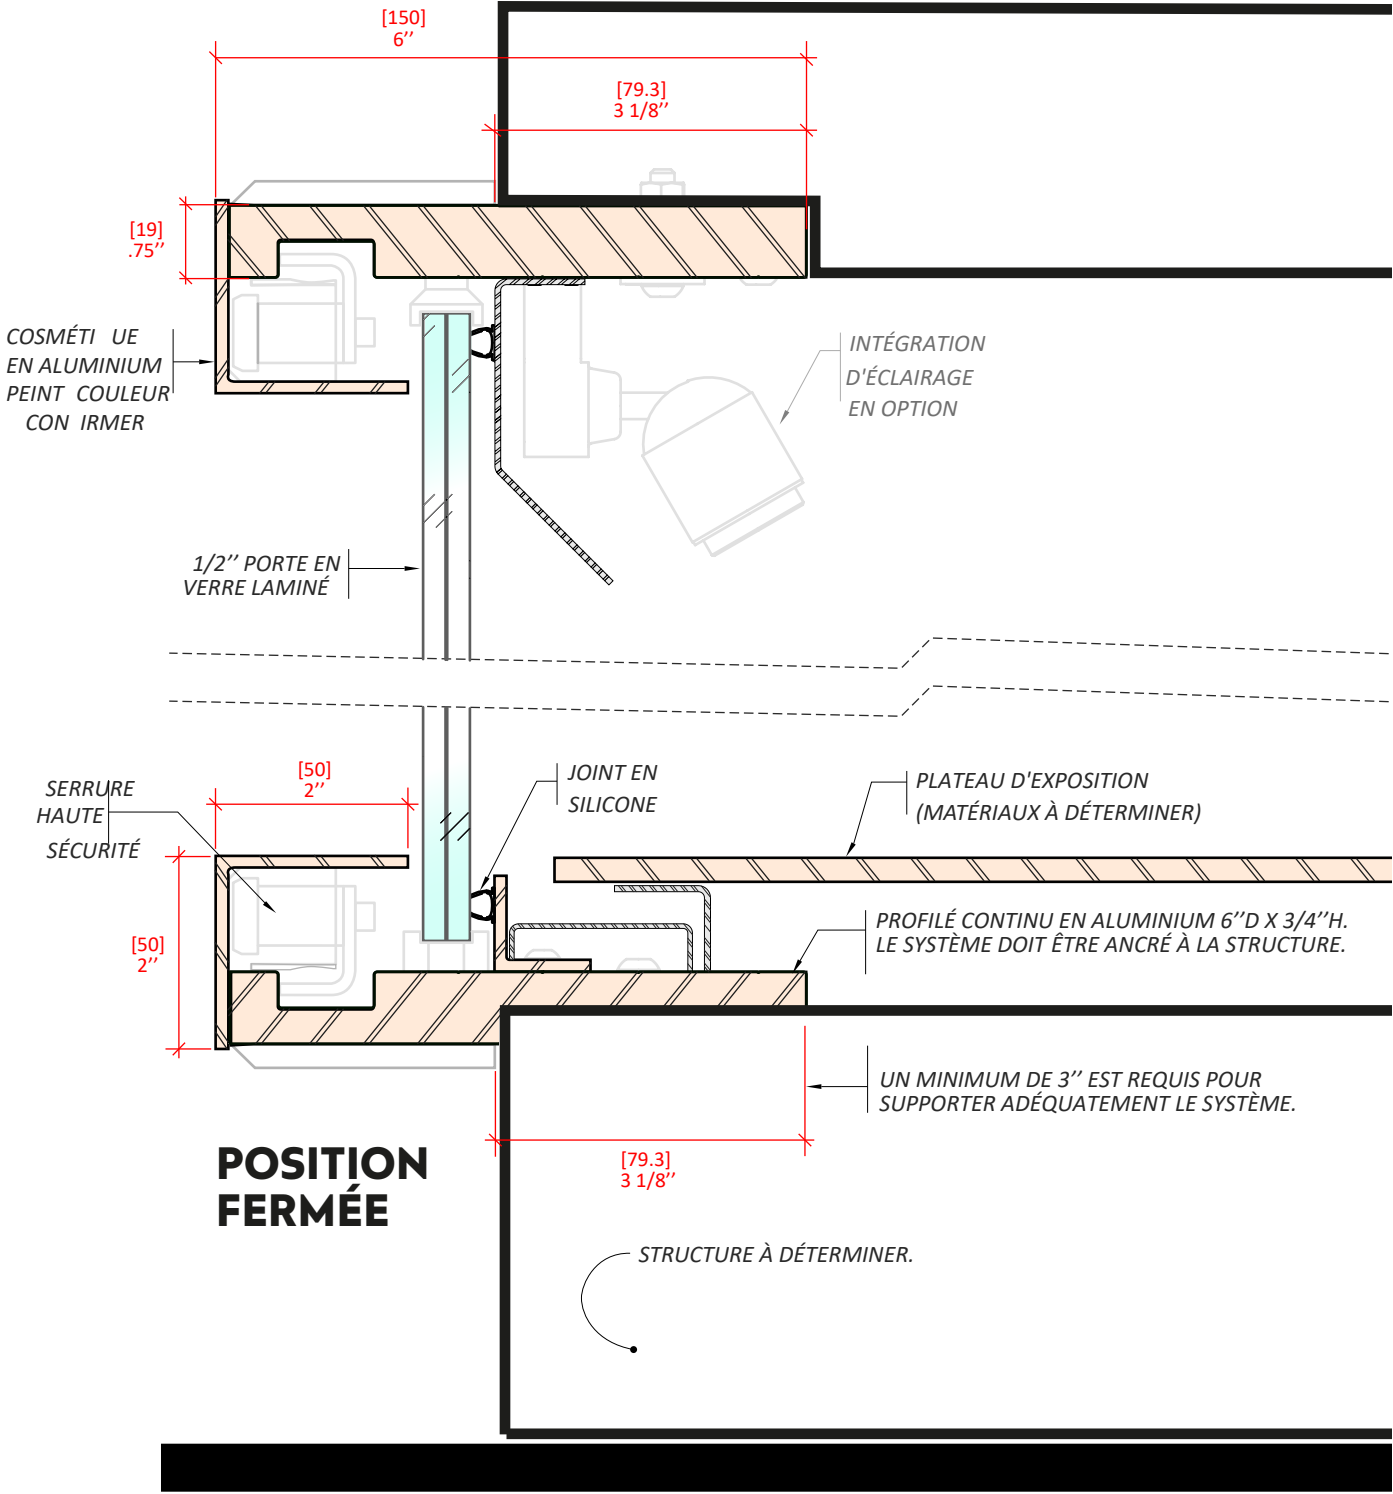 [150]
6’’
[79.3]
3 1/8’’
[19]
.75’’
COSMÉTI UE
EN ALUMINIUM
PEINT COULEUR
CON IRMER
INTÉGRATION
D'ÉCLAIRAGE
EN OPTION
1/2’’ PORTE EN
VERRE LAMINÉ
SERRURE
HAUTE
SÉCURITÉ
[50]
2’’
JOINT EN
SILICONE
PLATEAU D'EXPOSITION
(MATÉRIAUX À DÉTERMINER)
[50]
2’’
PROFILÉ CONTINU EN ALUMINIUM 6’’D X 3/4’’H.
LE SYSTÈME DOIT ÊTRE ANCRÉ À LA STRUCTURE.
UN MINIMUM DE 3’’ EST REQUIS POUR
SUPPORTER ADÉQUATEMENT LE SYSTÈME.
POSITION
FERMÉE
[79.3]
3 1/8’’
STRUCTURE À DÉTERMINER.